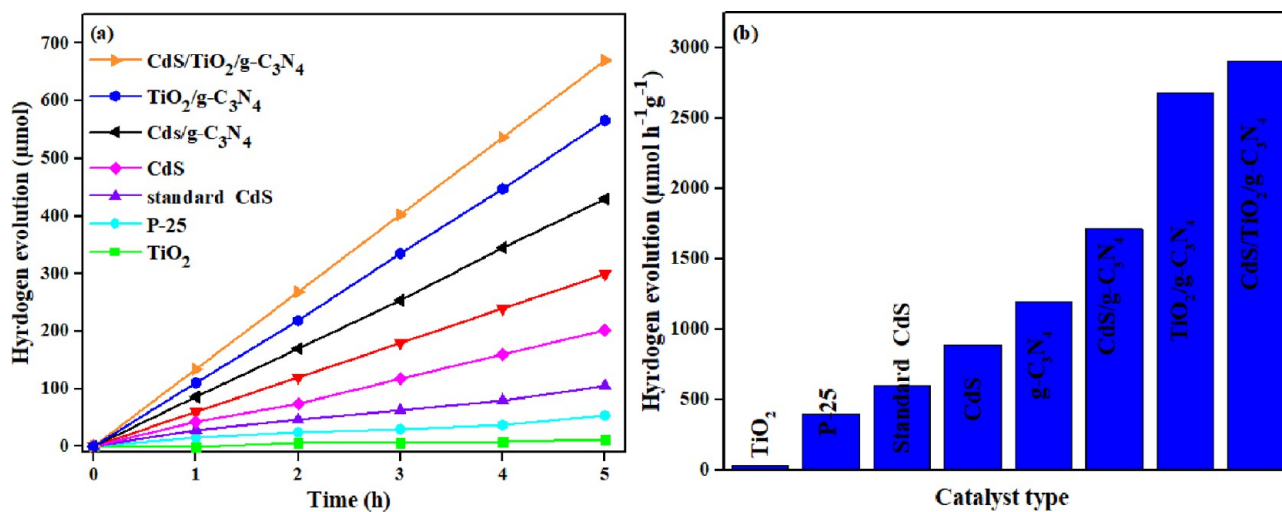 (a)
700
600
500
400
300
200
100
0
Hyrdogen evolution (μmol)
CdS/TiO₂/g-C₃N₄
TiO₂/g-C₃N₄
Cds/g-C₃N₄
CdS
standard CdS
P-25
TiO₂
0 1 2 3 4 5
Time (h)
(b)
3000
2500
2000
1500
1000
500
0
Hyrdogen evolution (μmol h⁻¹g⁻¹)
TiO₂
P-25
Standard CdS
CdS
g-C₃N₄
CdS/g-C₃N₄
TiO₂/g-C₃N₄
CdS/TiO₂/g-C₃N₄
Catalyst type